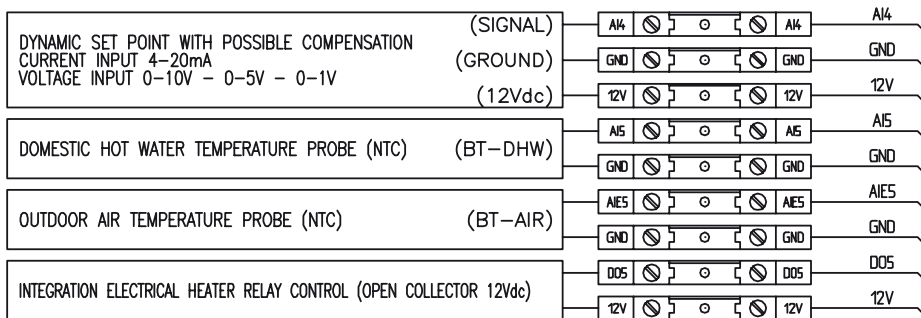 DYNAMIC SET POINT WITH POSSIBLE COMPENSATION
CURRENT INPUT 4-20mA
VOLTAGE INPUT 0-10V - 0-5V - 0-1V
(SIGNAL) AI4 AI4 AI4
(GROUND) GND GND GND
(12Vdc) 12V 12V 12V
DOMESTIC HOT WATER TEMPERATURE PROBE (NTC) (BT-DHW)
AI5 AI5 AI5
GND GND GND
OUTDOOR AIR TEMPERATURE PROBE (NTC) (BT-AIR)
AIE5 AIE5 AIE5
GND GND GND
INTEGRATION ELECTRICAL HEATER RELAY CONTROL (OPEN COLLECTOR 12Vdc)
DO5 DO5 DO5
12V 12V 12V